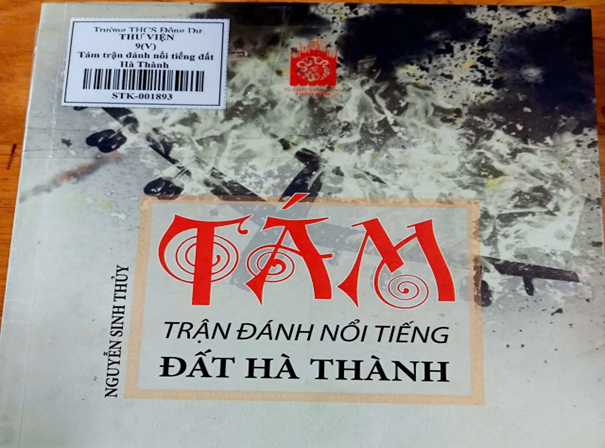 Trường THCS Đông Dư
THƯ VIỆN
9(V)
Tám trận đánh nổi tiếng đất
Hà Thành
STK-001893
TÁM
TRẬN ĐÁNH NỔI TIẾNG
ĐẤT HÀ THÀNH
NGUYỄN SINH THỦY